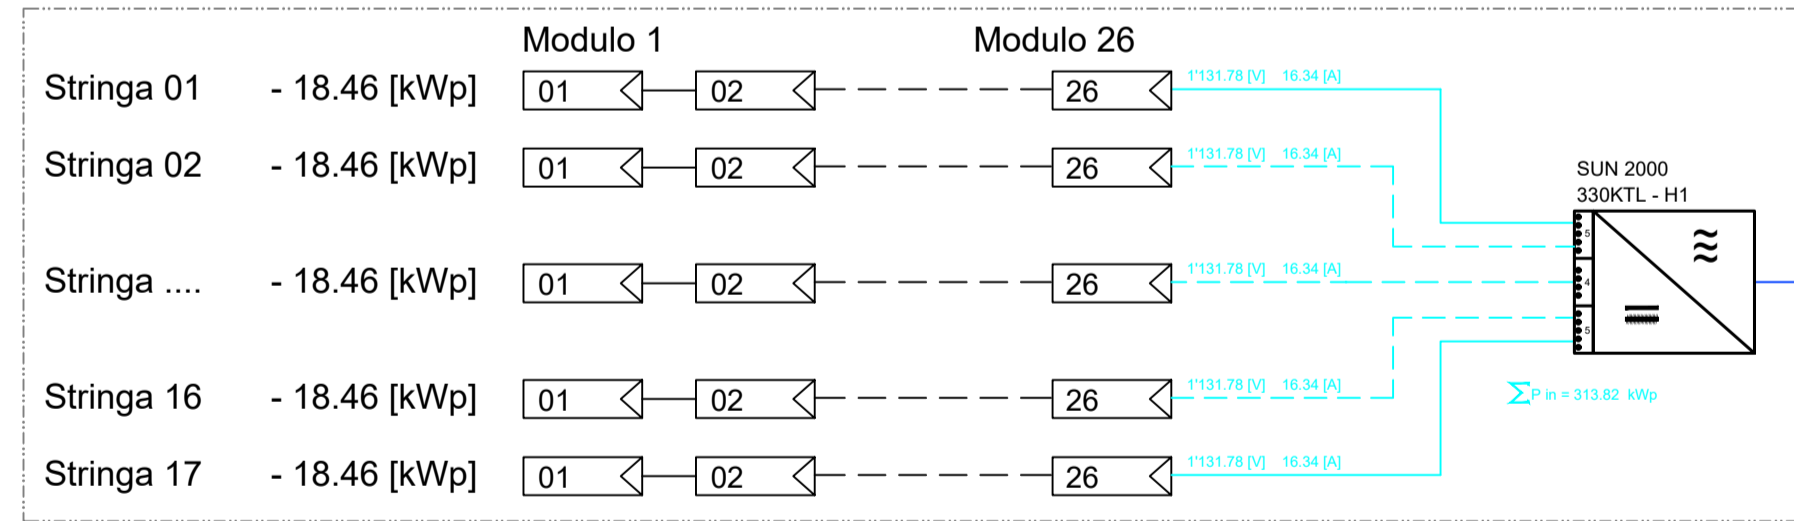 Modulo 1 Modulo 26
Stringa 01 - 18.46 [kWp] 01 02 26 1'131.78 [V] 16.34 [A]
Stringa 02 - 18.46 [kWp] 01 02 26 1'131.78 [V] 16.34 [A]
SUN 2000
330KTL - H1
5
Stringa .... - 18.46 [kWp] 01 02 26 1'131.78 [V] 16.34 [A] 4
5
Stringa 16 - 18.46 [kWp] 01 02 26 1'131.78 [V] 16.34 [A]
∑P in = 313.82 kWp
Stringa 17 - 18.46 [kWp] 01 02 26 1'131.78 [V] 16.34 [A]